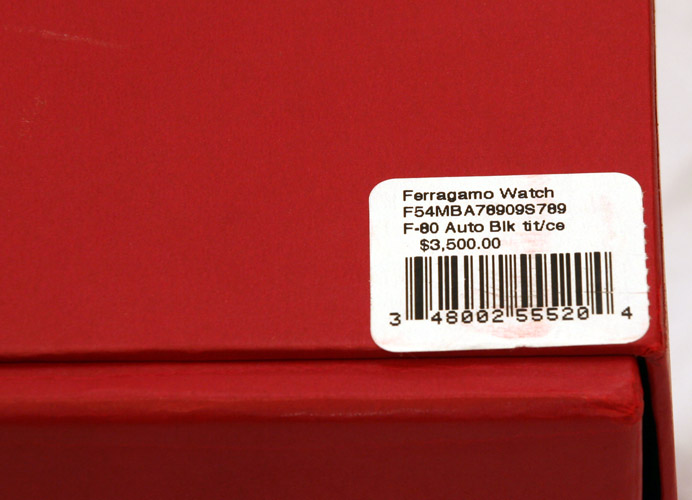 Ferragamo Watch
F54MBA78909S789
F-80 Auto Blk tit/ce
$3,500.00
3 48002 55520 4